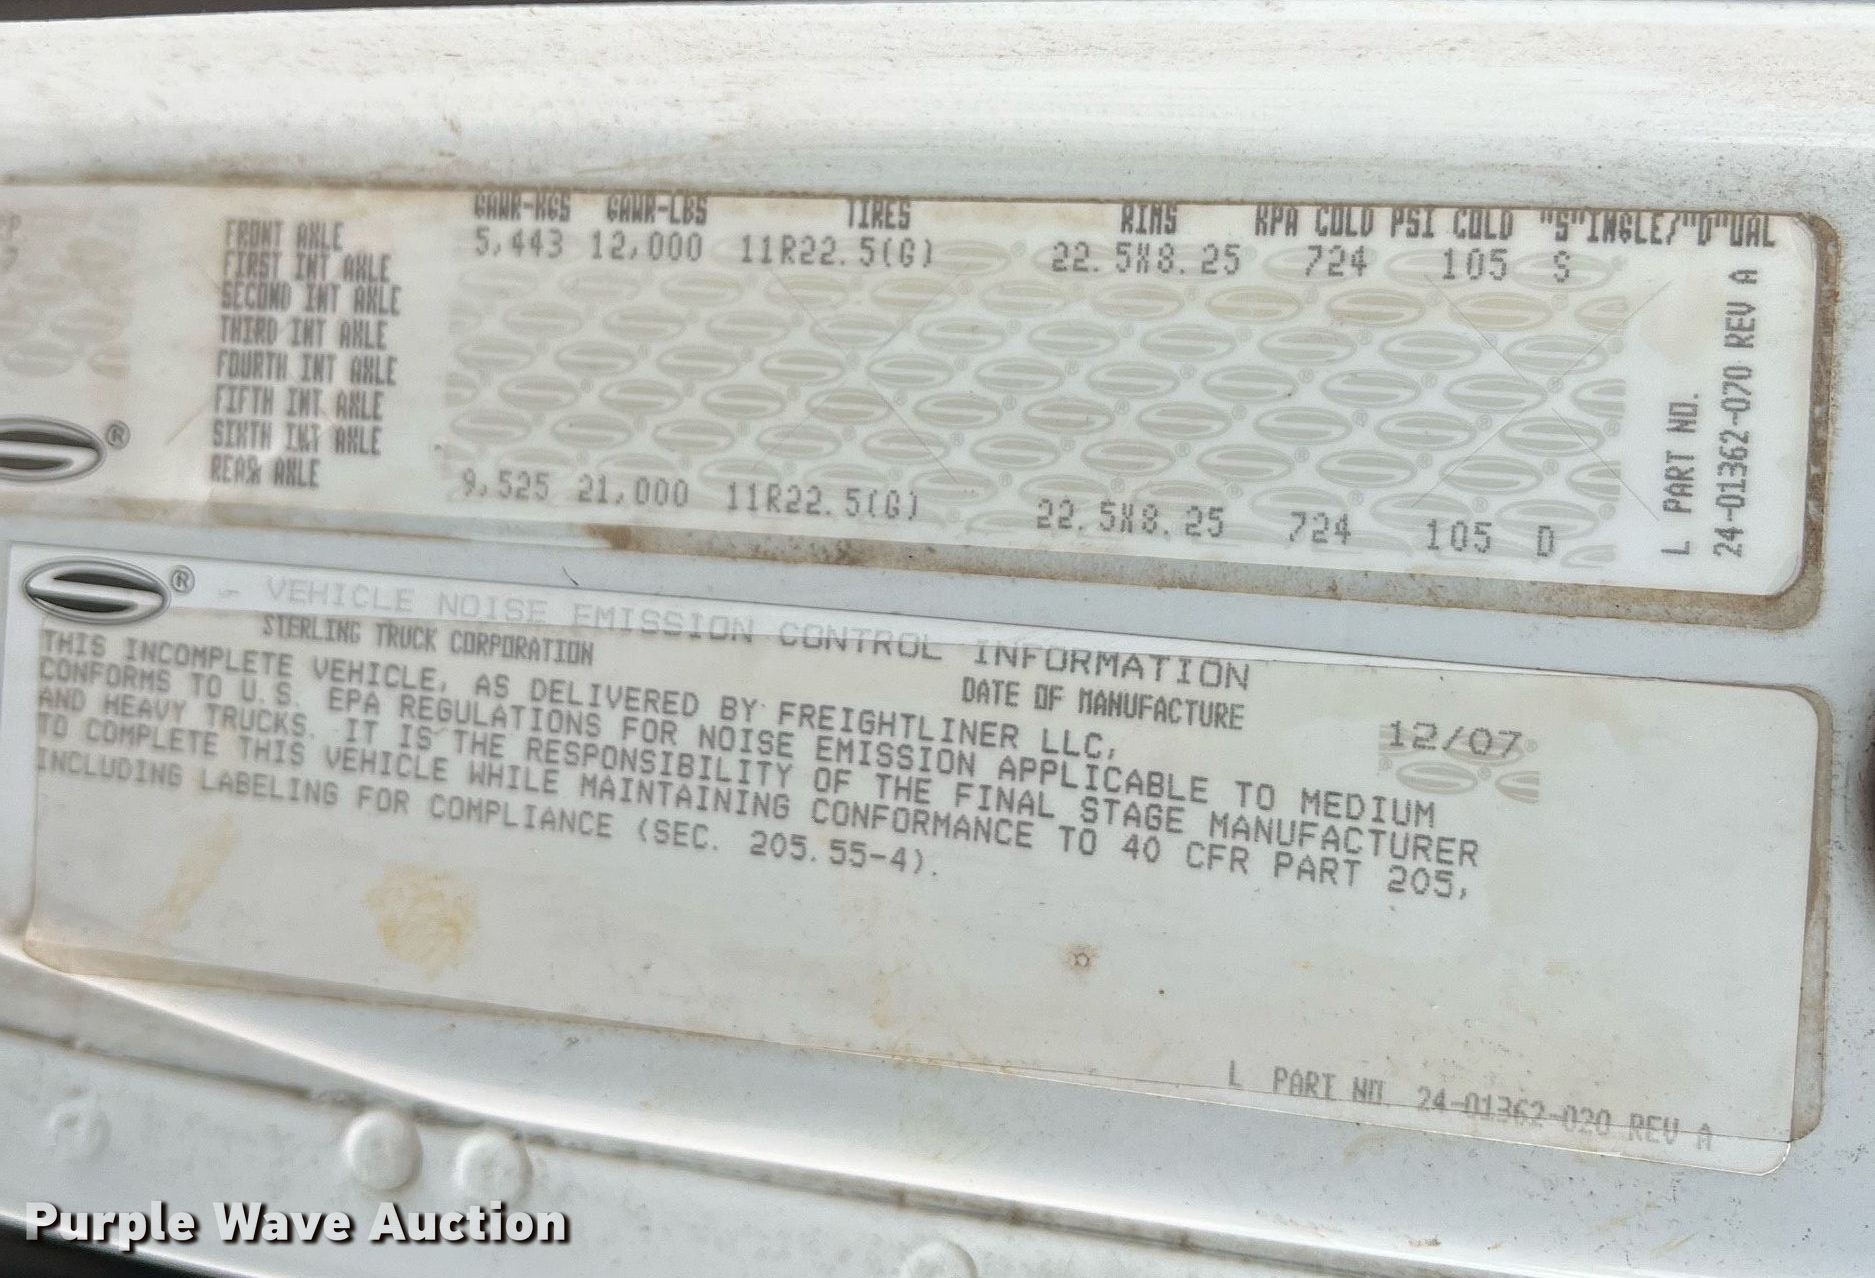 GAWR-KGS GAWR-LBS TIRES RIMS KPA COLD PSI COLD "S"INGLE/"D"UAL
FRONT AXLE 5,443 12,000 11R22.5(G) 22.5X8.25 724 105 S
FIRST INT AXLE
SECOND INT AXLE
THIRD INT AXLE
FOURTH INT AXLE
FIFTH INT AXLE
SIXTH INT AXLE
REAR AXLE 9,525 21,000 11R22.5(G) 22.5X8.25 724 105 D
L PART NO.
24-01362-070 REV A
®
® - VEHICLE NOISE EMISSION CONTROL INFORMATION
STERLING TRUCK CORPORATION DATE OF MANUFACTURE 12/07
THIS INCOMPLETE VEHICLE, AS DELIVERED BY FREIGHTLINER LLC,
CONFORMS TO U.S. EPA REGULATIONS FOR NOISE EMISSION APPLICABLE TO MEDIUM
AND HEAVY TRUCKS. IT IS THE RESPONSIBILITY OF THE FINAL STAGE MANUFACTURER
TO COMPLETE THIS VEHICLE WHILE MAINTAINING CONFORMANCE TO 40 CFR PART 205,
INCLUDING LABELING FOR COMPLIANCE (SEC. 205.55-4).
L PART NO. 24-01362-020 REV A
Purple Wave Auction